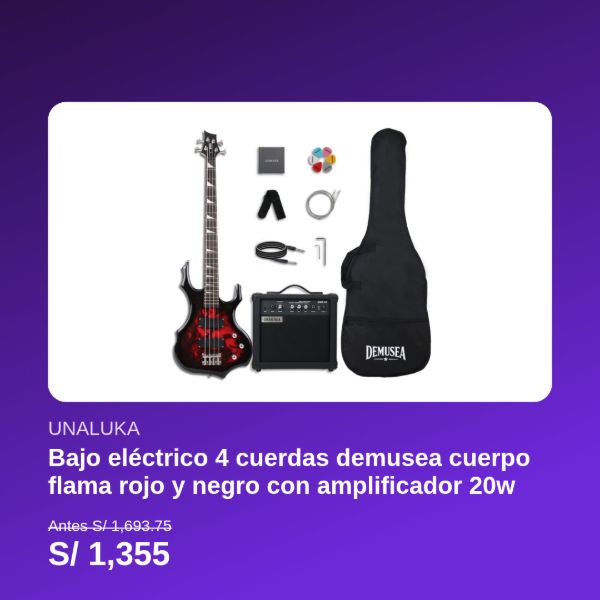 DEMUSEA
UNALUKA
Bajo eléctrico 4 cuerdas demusea cuerpo
flama rojo y negro con amplificador 20w
Antes S/ 1,693.75
S/ 1,355